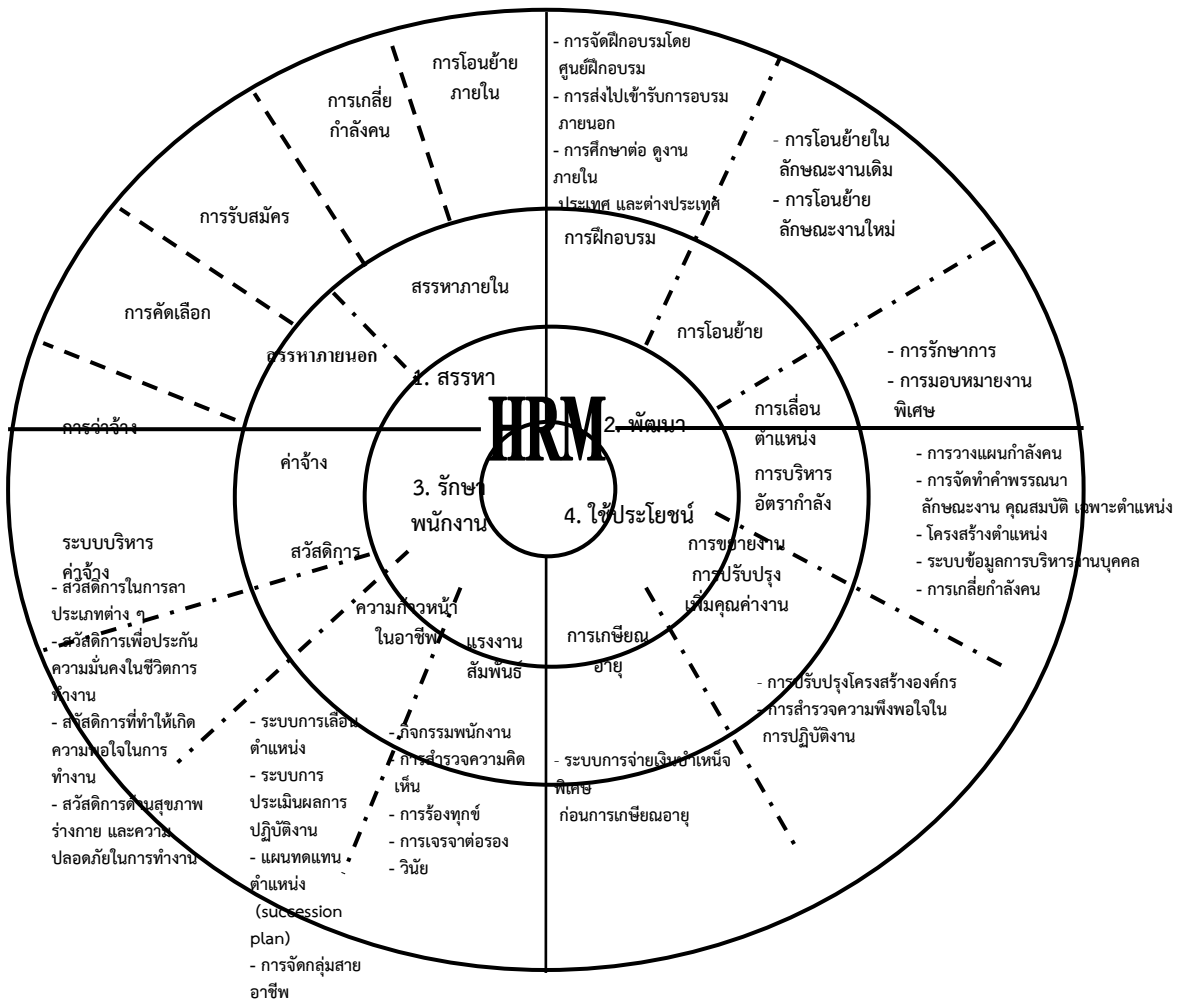 การโอนย้าย
ภายใน
การเกลี่ย
กำลังคน
การรับสมัคร
การคัดเลือก
การว่าจ้าง
สรรหาภายใน
สรรหาภายนอก
1. สรรหา
HRM
- การจัดฝึกอบรมโดย
ศูนย์ฝึกอบรม
- การส่งไปเข้ารับการอบรม
ภายนอก
- การศึกษาต่อ ดูงาน
ภายใน
ประเทศ และต่างประเทศ
การฝึกอบรม
- การโอนย้ายใน
ลักษณะงานเดิม
- การโอนย้าย
ลักษณะงานใหม่
การโอนย้าย
- การรักษาการ
- การมอบหมายงาน
พิเศษ
การเลื่อน
ตำแหน่ง
2. พัฒนา
ค่าจ้าง
3. รักษา
พนักงาน
ระบบบริหาร
ค่าจ้าง
สวัสดิการ
- สวัสดิการในการลา
ประเภทต่าง ๆ
- สวัสดิการเพื่อประกัน
ความมั่นคงในชีวิตการ
ทำงาน
- สวัสดิการที่ทำให้เกิด
ความพอใจในการ
ทำงาน
- สวัสดิการด้านสุขภาพ
ร่างกาย และความ
ปลอดภัยในการทำงาน
ความก้าวหน้า
ในอาชีพ
- ระบบการเลื่อน
ตำแหน่ง
- ระบบการ
ประเมินผลการ
ปฏิบัติงาน
- แผนทดแทน
ตำแหน่ง
(succession
plan)
- การจัดกลุ่มสาย
อาชีพ
แรงงาน
สัมพันธ์
- กิจกรรมพนักงาน
- การสำรวจความคิด
เห็น
- การร้องทุกข์
- การเจรจาต่อรอง
- วินัย
4. ใช้ประโยชน์
การบริหาร
อัตรากำลัง
- การวางแผนกำลังคน
- การจัดทำคำพรรณนา
ลักษณะงาน คุณสมบัติ เฉพาะตำแหน่ง
- โครงสร้างตำแหน่ง
- ระบบข้อมูลการบริหารงานบุคคล
- การเกลี่ยกำลังคน
การขยายงาน
การปรับปรุง
เพิ่มคุณค่างาน
- การปรับปรุงโครงสร้างองค์กร
- การสำรวจความพึงพอใจใน
การปฏิบัติงาน
การเกษียณ
อายุ
- ระบบการจ่ายเงินบำเหน็จ
พิเศษ
ก่อนการเกษียณอายุ